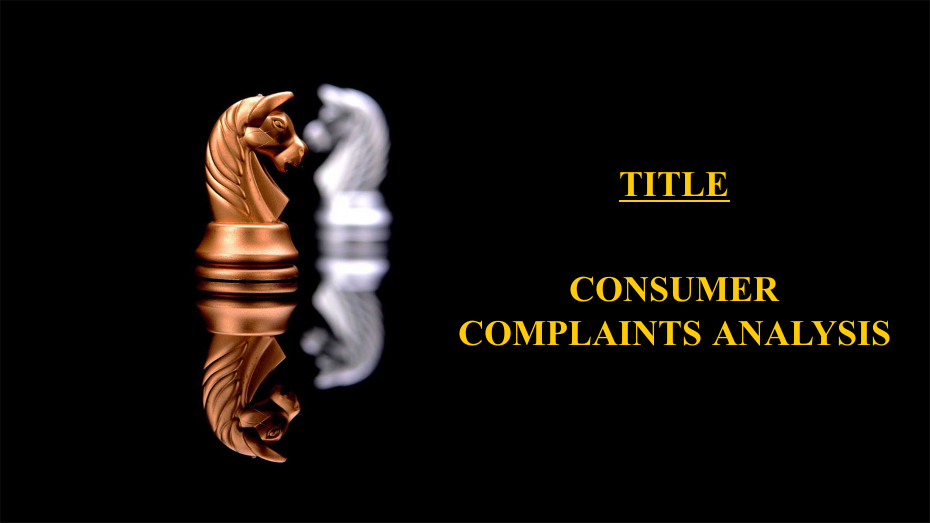 TITLE
CONSUMER
COMPLAINTS ANALYSIS